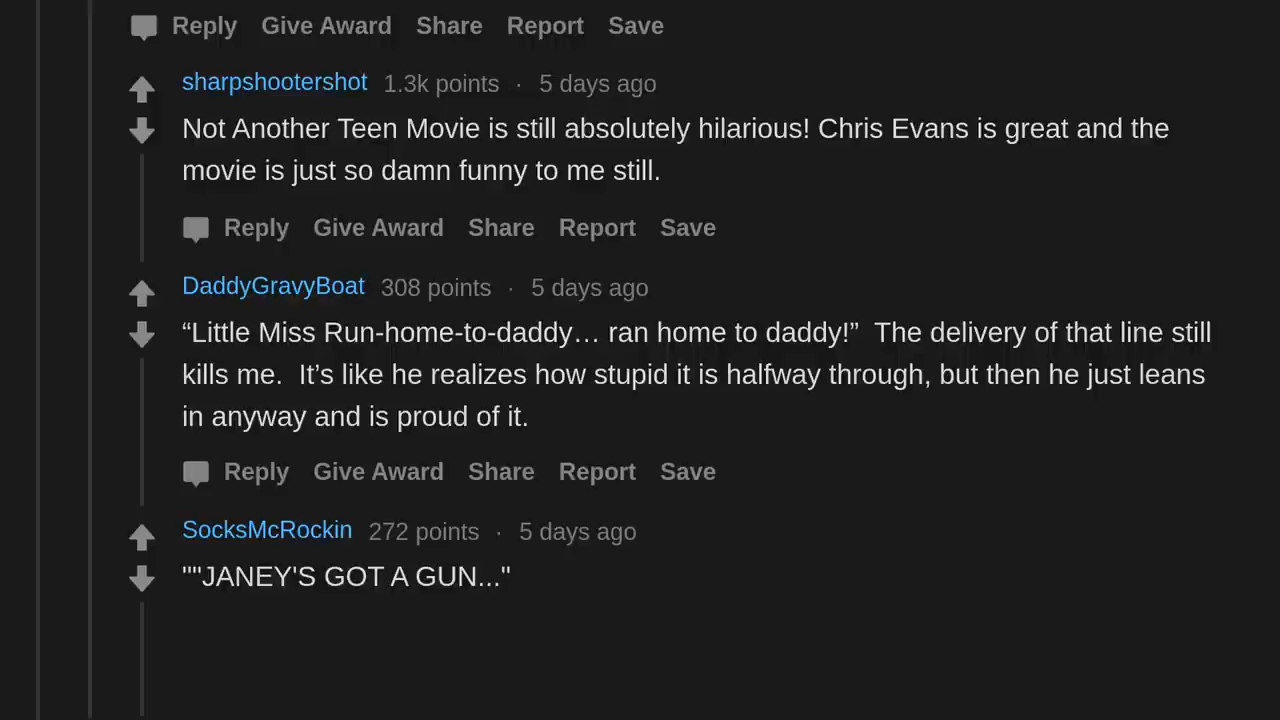 Reply Give Award Share Report Save
sharpshootershot 1.3k points · 5 days ago
Not Another Teen Movie is still absolutely hilarious! Chris Evans is great and the
movie is just so damn funny to me still.
Reply Give Award Share Report Save
DaddyGravyBoat 308 points · 5 days ago
“Little Miss Run-home-to-daddy… ran home to daddy!”  The delivery of that line still
kills me.  It’s like he realizes how stupid it is halfway through, but then he just leans
in anyway and is proud of it.
Reply Give Award Share Report Save
SocksMcRockin 272 points · 5 days ago
""JANEY'S GOT A GUN..."